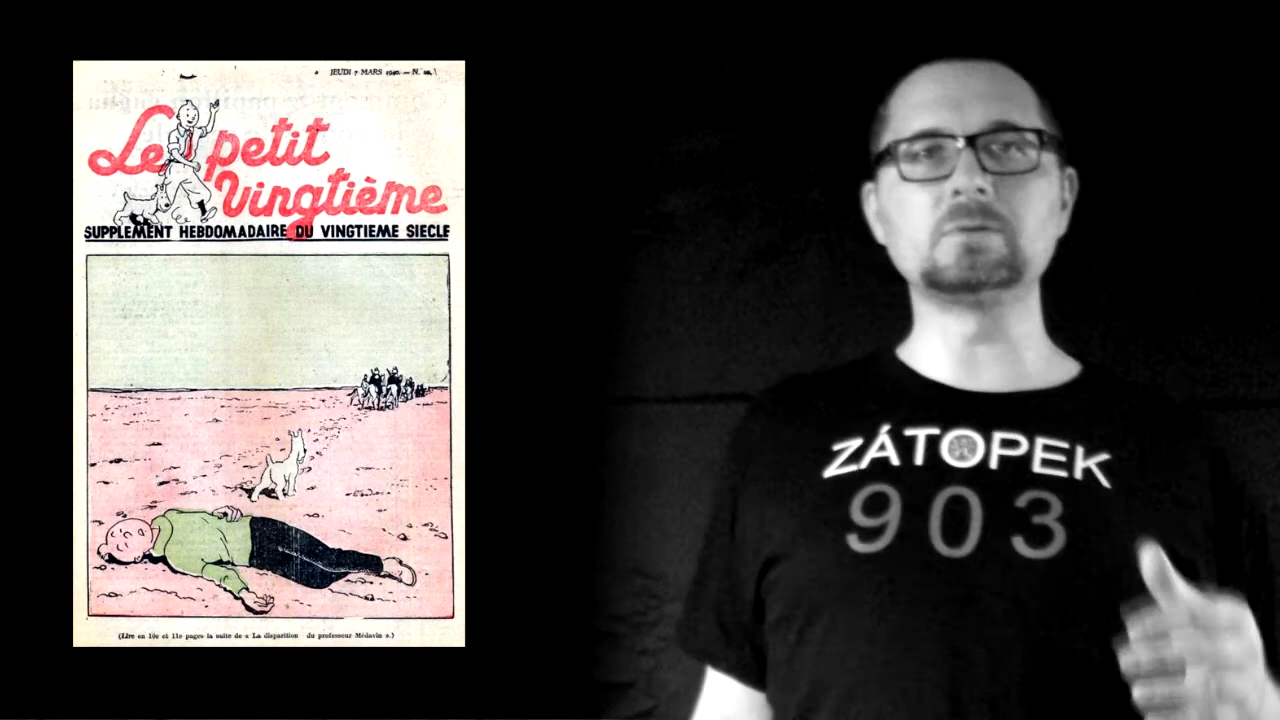 JEUDI 7 MARS 1940. — N.
Le petit
Vingtième
SUPPLEMENT HEBDOMADAIRE DU VINGTIEME SIECLE
(Lire en 10e et 11e pages la suite de « La disparition du professeur Médavin ».)
ZÁTOPEK
903